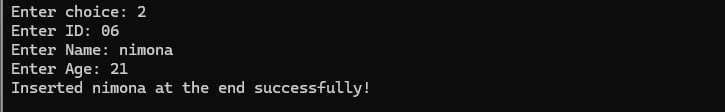 Enter choice: 2
Enter ID: 06
Enter Name: nimona
Enter Age: 21
Inserted nimona at the end successfully!